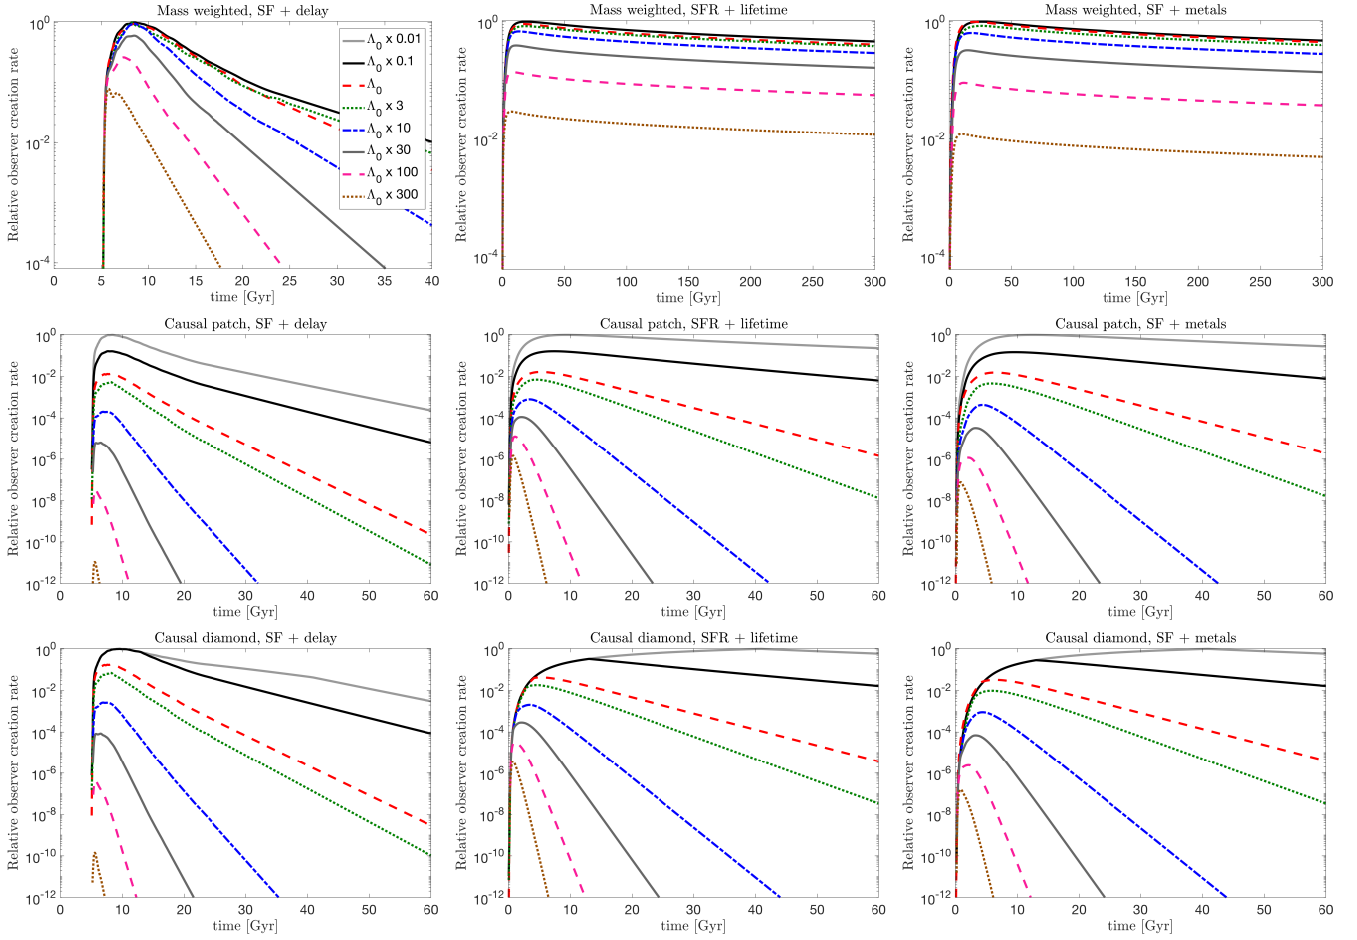 Mass weighted, SF + delay
Mass weighted, SFR + lifetime
Mass weighted, SF + metals
Relative observer creation rate
10^0
10^-2
10^-4
Λ_0 x 0.01
Λ_0 x 0.1
Λ_0
Λ_0 x 3
Λ_0 x 10
Λ_0 x 30
Λ_0 x 100
Λ_0 x 300
0 5 10 15 20 25 30 35 40
time [Gyr]
Relative observer creation rate
10^0
10^-2
10^-4
0 50 100 150 200 250 300
time [Gyr]
Relative observer creation rate
10^0
10^-2
10^-4
0 50 100 150 200 250 300
time [Gyr]
Causal patch, SF + delay
Causal patch, SFR + lifetime
Causal patch, SF + metals
Relative observer creation rate
10^0
10^-2
10^-4
10^-6
10^-8
10^-10
10^-12
0 10 20 30 40 50 60
time [Gyr]
Relative observer creation rate
10^0
10^-2
10^-4
10^-6
10^-8
10^-10
10^-12
0 10 20 30 40 50 60
time [Gyr]
Relative observer creation rate
10^0
10^-2
10^-4
10^-6
10^-8
10^-10
10^-12
0 10 20 30 40 50 60
time [Gyr]
Causal diamond, SF + delay
Causal diamond, SFR + lifetime
Causal diamond, SF + metals
Relative observer creation rate
10^0
10^-2
10^-4
10^-6
10^-8
10^-10
10^-12
0 10 20 30 40 50 60
time [Gyr]
Relative observer creation rate
10^0
10^-2
10^-4
10^-6
10^-8
10^-10
10^-12
0 10 20 30 40 50 60
time [Gyr]
Relative observer creation rate
10^0
10^-2
10^-4
10^-6
10^-8
10^-10
10^-12
0 10 20 30 40 50 60
time [Gyr]